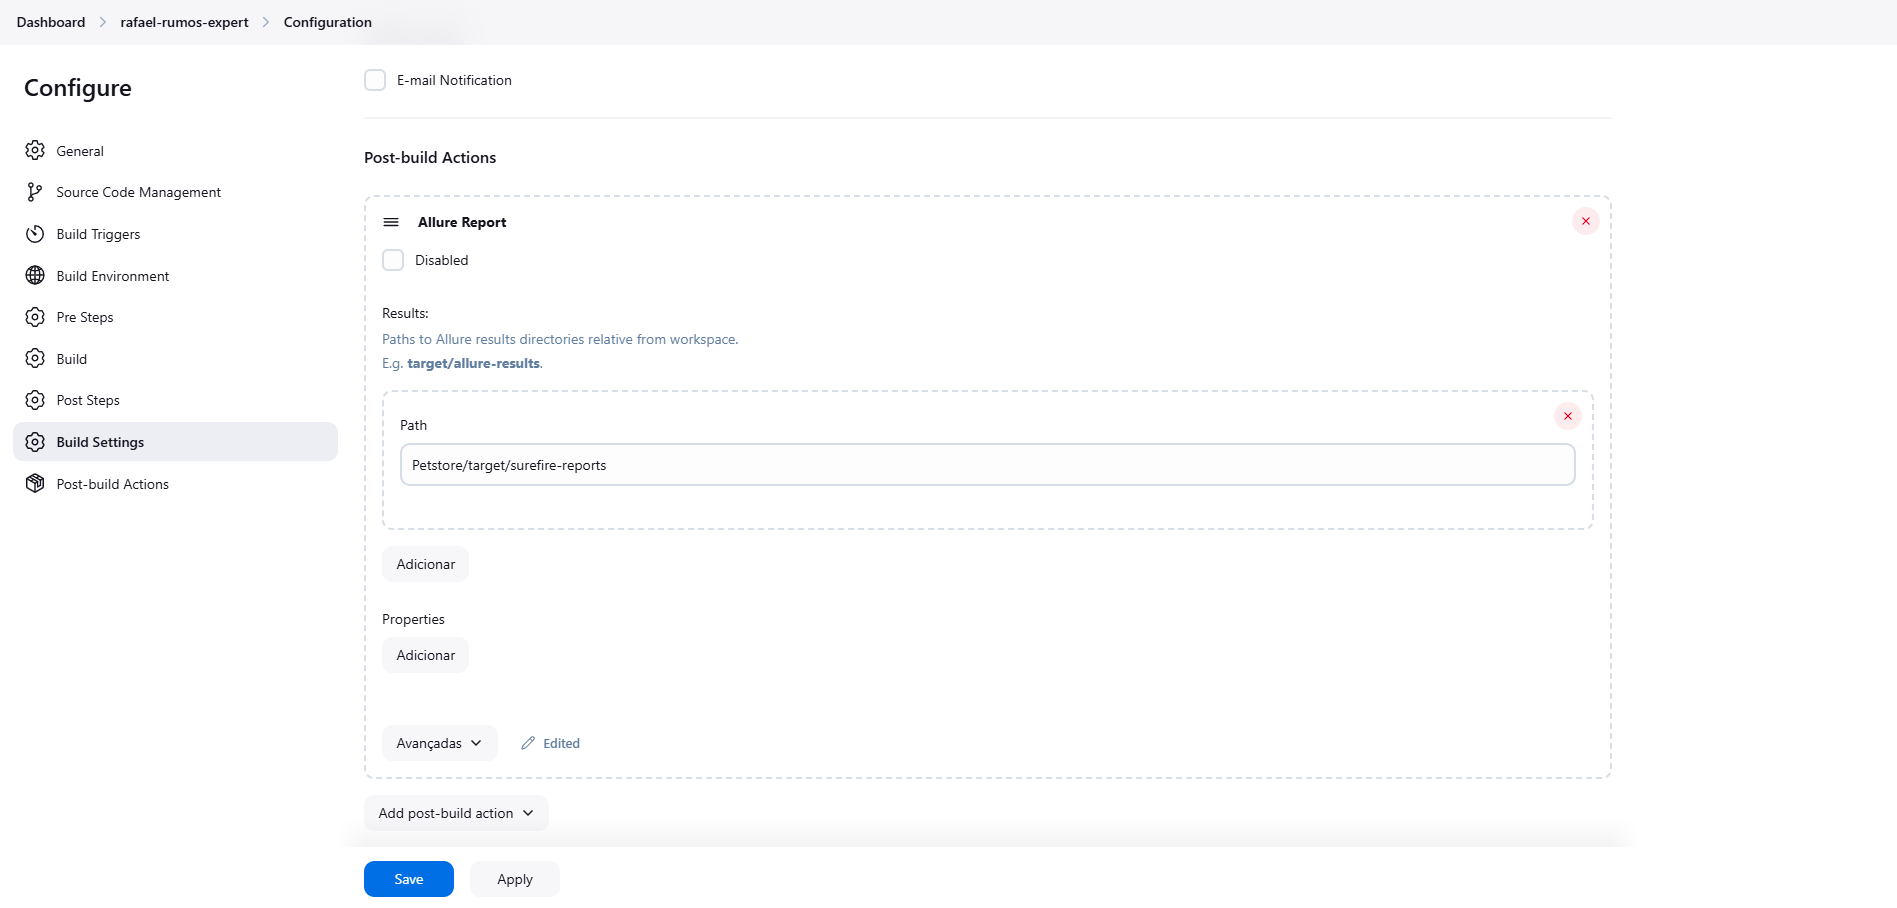 Dashboard > rafael-rumos-expert > Configuration
Configure
General
Source Code Management
Build Triggers
Build Environment
Pre Steps
Build
Post Steps
Build Settings
Post-build Actions
E-mail Notification
Post-build Actions
Allure Report
Disabled
Results:
Paths to Allure results directories relative from workspace.
E.g. target/allure-results.
Path
Petstore/target/surefire-reports
Adicionar
Properties
Adicionar
Avançadas
Edited
Add post-build action
Save
Apply